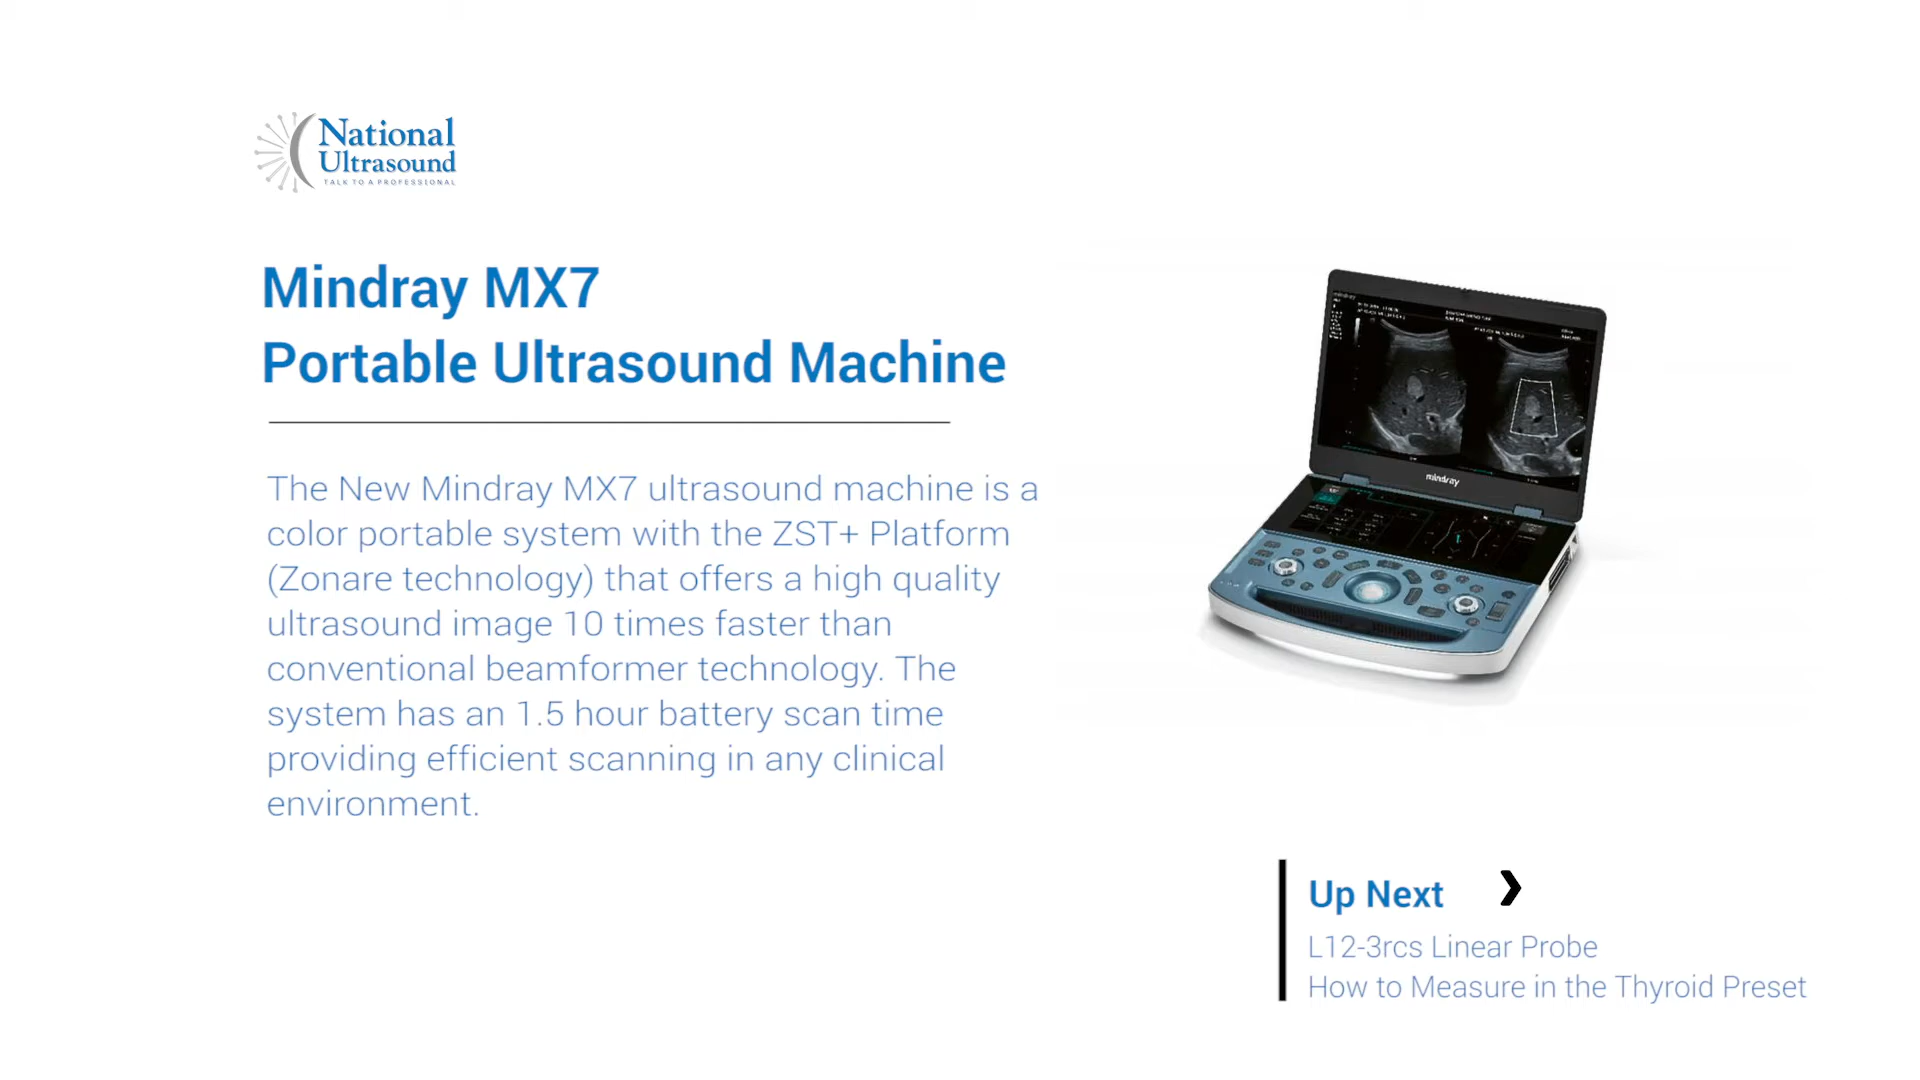 National
Ultrasound
TALK TO A PROFESSIONAL
Mindray MX7
Portable Ultrasound Machine
The New Mindray MX7 ultrasound machine is a
color portable system with the ZST+ Platform
(Zonare technology) that offers a high quality
ultrasound image 10 times faster than
conventional beamformer technology. The
system has an 1.5 hour battery scan time
providing efficient scanning in any clinical
environment.
mindray
Up Next
L12-3rcs Linear Probe
How to Measure in the Thyroid Preset